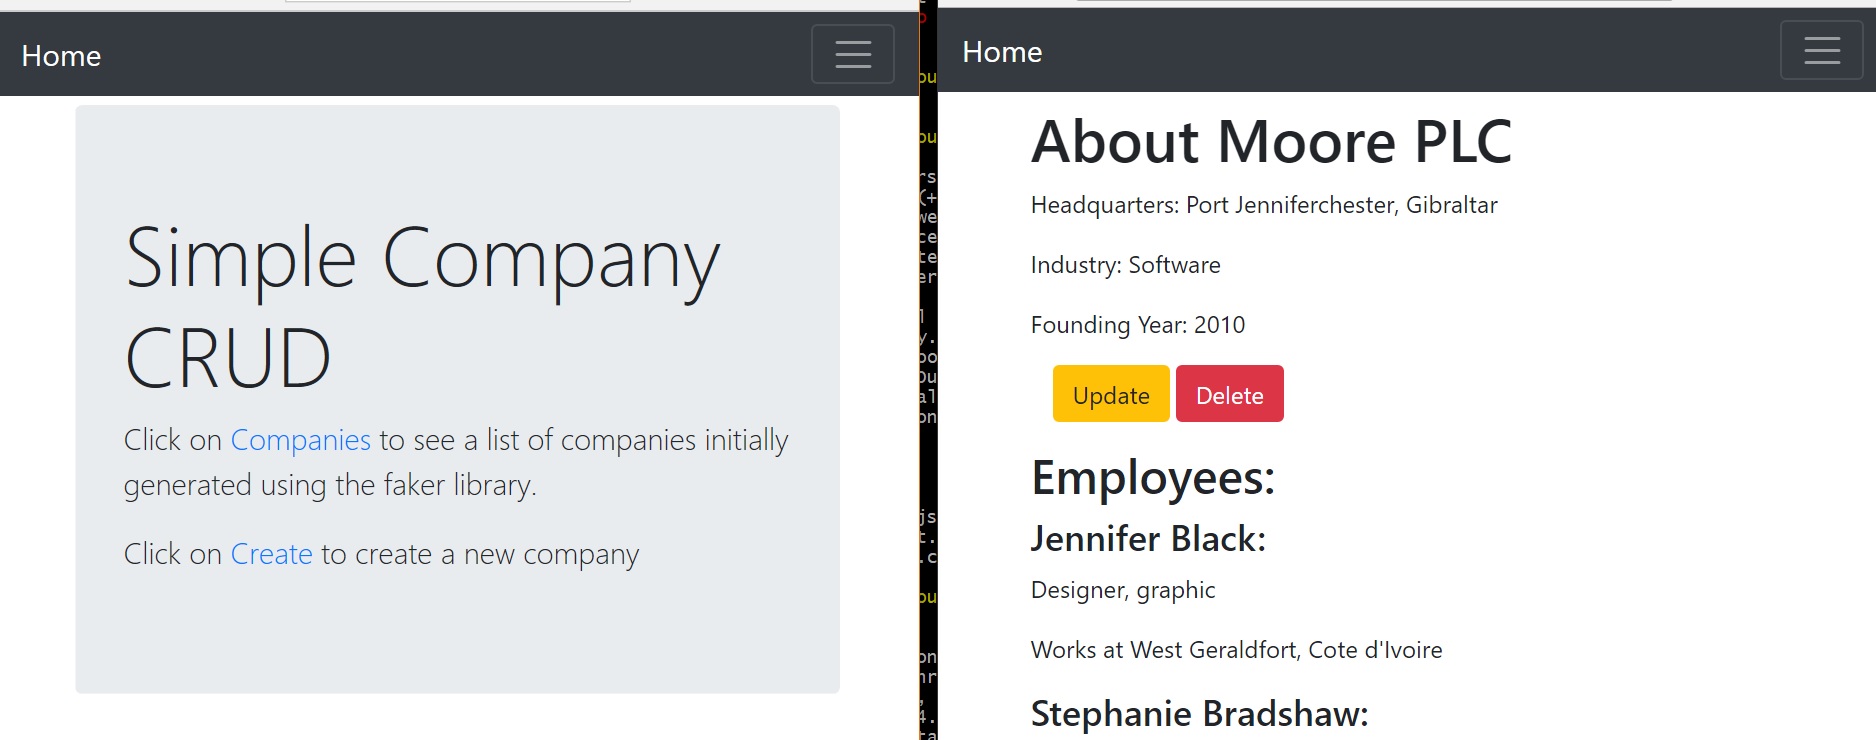 Home
Simple Company
CRUD
Click on Companies to see a list of companies initially
generated using the faker library.
Click on Create to create a new company
Home
About Moore PLC
Headquarters: Port Jenniferchester, Gibraltar
Industry: Software
Founding Year: 2010
Update Delete
Employees:
Jennifer Black:
Designer, graphic
Works at West Geraldfort, Cote d'Ivoire
Stephanie Bradshaw: